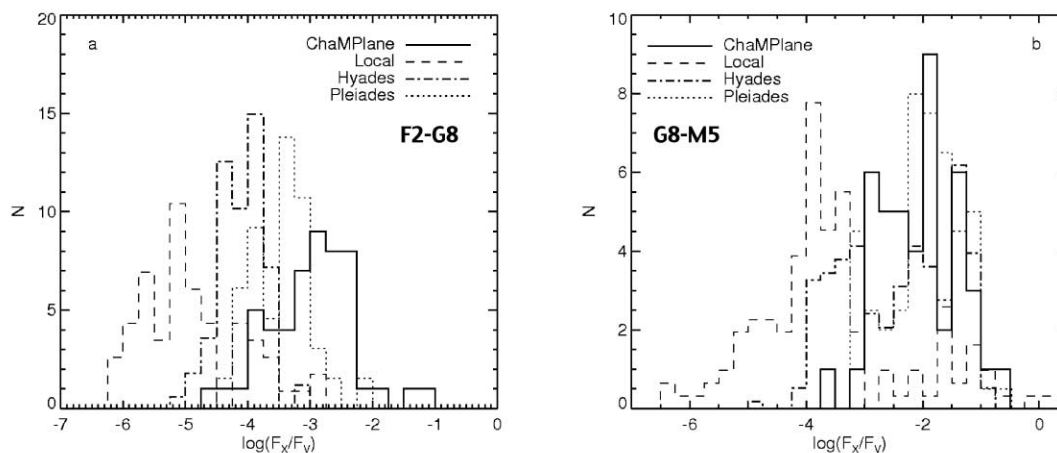 20
15
10
5
0
N
a
ChaMPlane
Local
Hyades
Pleiades
F2-G8
-7 -6 -5 -4 -3 -2 -1 0
log(Fx/Fv)
10
8
6
4
2
0
N
ChaMPlane
Local
Hyades
Pleiades
b
G8-M5
-6 -4 -2 0
log(Fx/Fv)